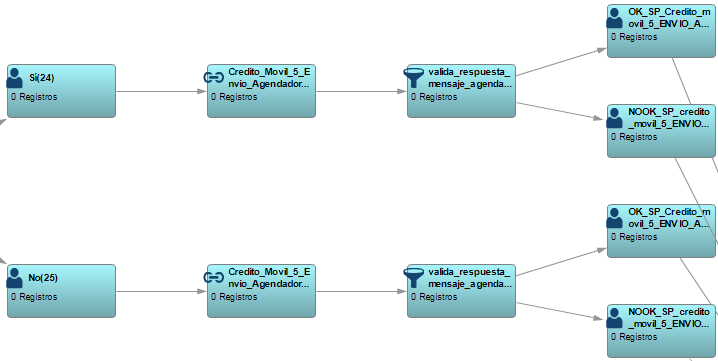 OK_SP_Credito_m
ovil_5_ENVIO_A...
0 Registros
Si(24)
0 Registros
Credito_Movil_5_E
nvio_Agendador...
0 Registros
valida_respuesta_
mensaje_agenda...
0 Registros
NOOK_SP_credito
_movil_5_ENVIO...
0 Registros
OK_SP_Credito_m
ovil_5_ENVIO_A...
0 Registros
No(25)
0 Registros
Credito_Movil_5_E
nvio_Agendador...
0 Registros
valida_respuesta_
mensaje_agenda...
0 Registros
NOOK_SP_credito
_movil_5_ENVIO...
0 Registros